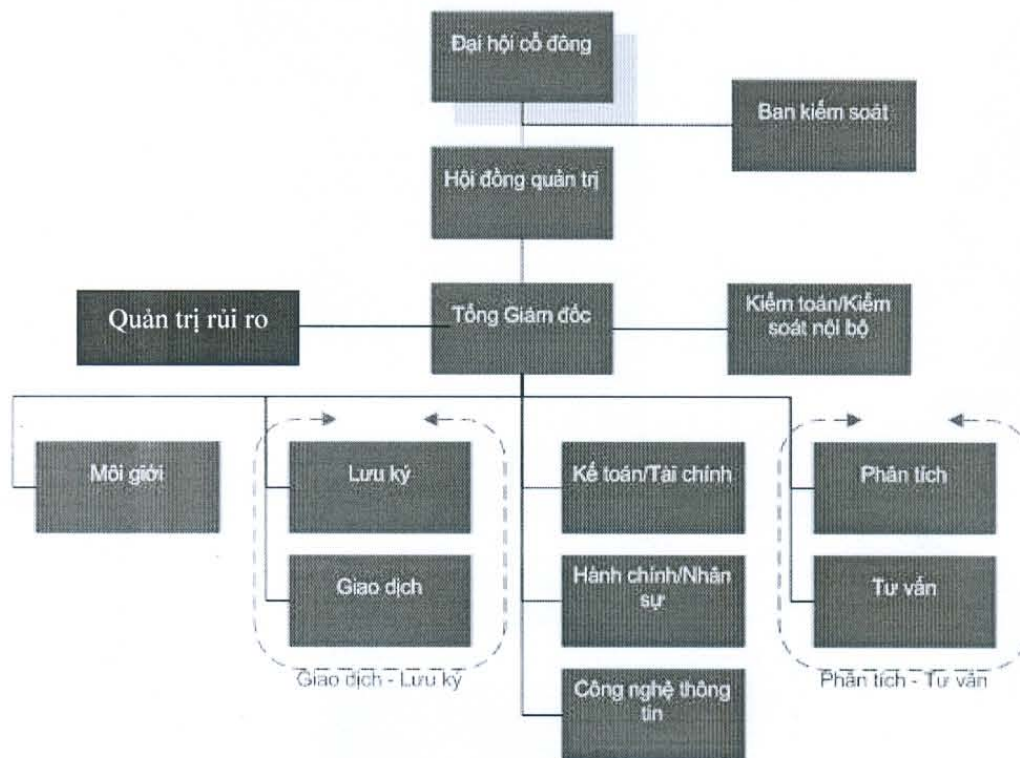 Đại hội cổ đông
Ban kiểm soát
Hội đồng quản trị
Quản trị rủi ro
Tổng Giám đốc
Kiểm toán/Kiểm
soát nội bộ
Môi giới
Lưu ký
Kế toán/Tài chính
Phân tích
Giao dịch
Hành chính/Nhân
sự
Tư vấn
Giao dịch - Lưu ký
Phân tích - Tư vấn
Công nghệ thông
tin